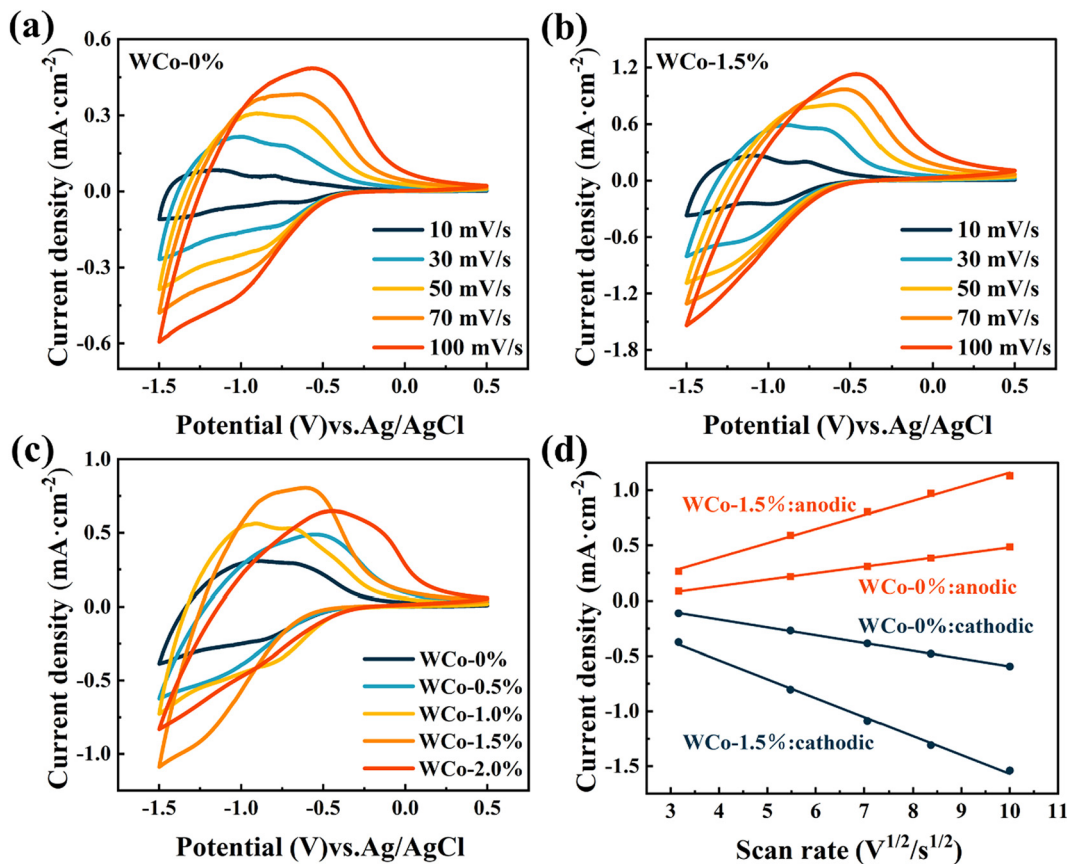 (a)
WCo-0%
0.6
0.3
0.0
-0.3
-0.6
Current density (mA·cm-2)
10 mV/s
30 mV/s
50 mV/s
70 mV/s
100 mV/s
-1.5 -1.0 -0.5 0.0 0.5
Potential (V)vs.Ag/AgCl
(b)
WCo-1.5%
1.2
0.6
0.0
-0.6
-1.2
-1.8
Current density (mA·cm-2)
10 mV/s
30 mV/s
50 mV/s
70 mV/s
100 mV/s
-1.5 -1.0 -0.5 0.0 0.5
Potential (V)vs.Ag/AgCl
(c)
1.0
0.5
0.0
-0.5
-1.0
Current density (mA·cm-2)
WCo-0%
WCo-0.5%
WCo-1.0%
WCo-1.5%
WCo-2.0%
-1.5 -1.0 -0.5 0.0 0.5
Potential (V)vs.Ag/AgCl
(d)
1.0
0.5
0.0
-0.5
-1.0
-1.5
Current density (mA·cm-2)
WCo-1.5%:anodic
WCo-0%:anodic
WCo-0%:cathodic
WCo-1.5%:cathodic
3 4 5 6 7 8 9 10 11
Scan rate (V1/2/s1/2)